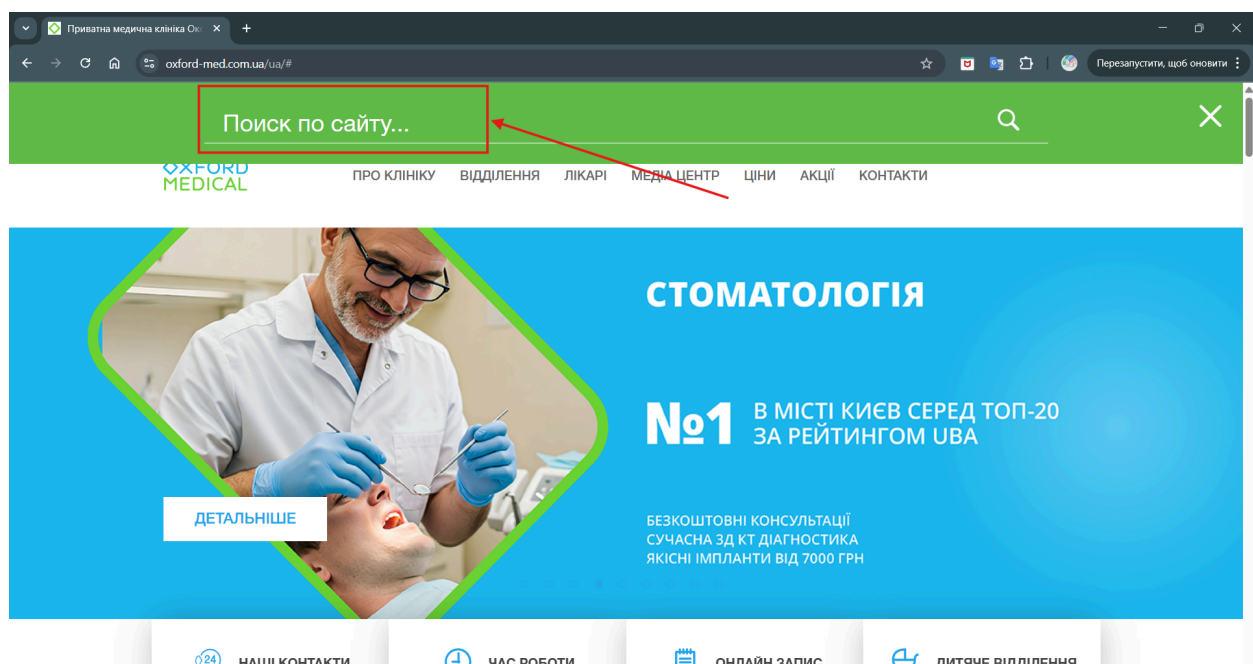 Приватна медична клініка Окс
oxford-med.com.ua/ua/#
Перезапустити, щоб оновити
Поиск по сайту...
OXFORD
MEDICAL
ПРО КЛІНІКУ ВІДДІЛЕННЯ ЛІКАРІ МЕДІА ЦЕНТР ЦІНИ АКЦІЇ КОНТАКТИ
СТОМАТОЛОГІЯ
№1 В МІСТІ КИЄВ СЕРЕД ТОП-20
ЗА РЕЙТИНГОМ UBA
ДЕТАЛЬНІШЕ
БЕЗКОШТОВНІ КОНСУЛЬТАЦІЇ
СУЧАСНА 3Д КТ ДІАГНОСТИКА
ЯКІСНІ ІМПЛАНТИ ВІД 7000 ГРН
24 НАШІ КОНТАКТИ ЧАС РОБОТИ ОНЛАЙН ЗАПИС ДИТЯЧЕ ВІДДІЛЕННЯ